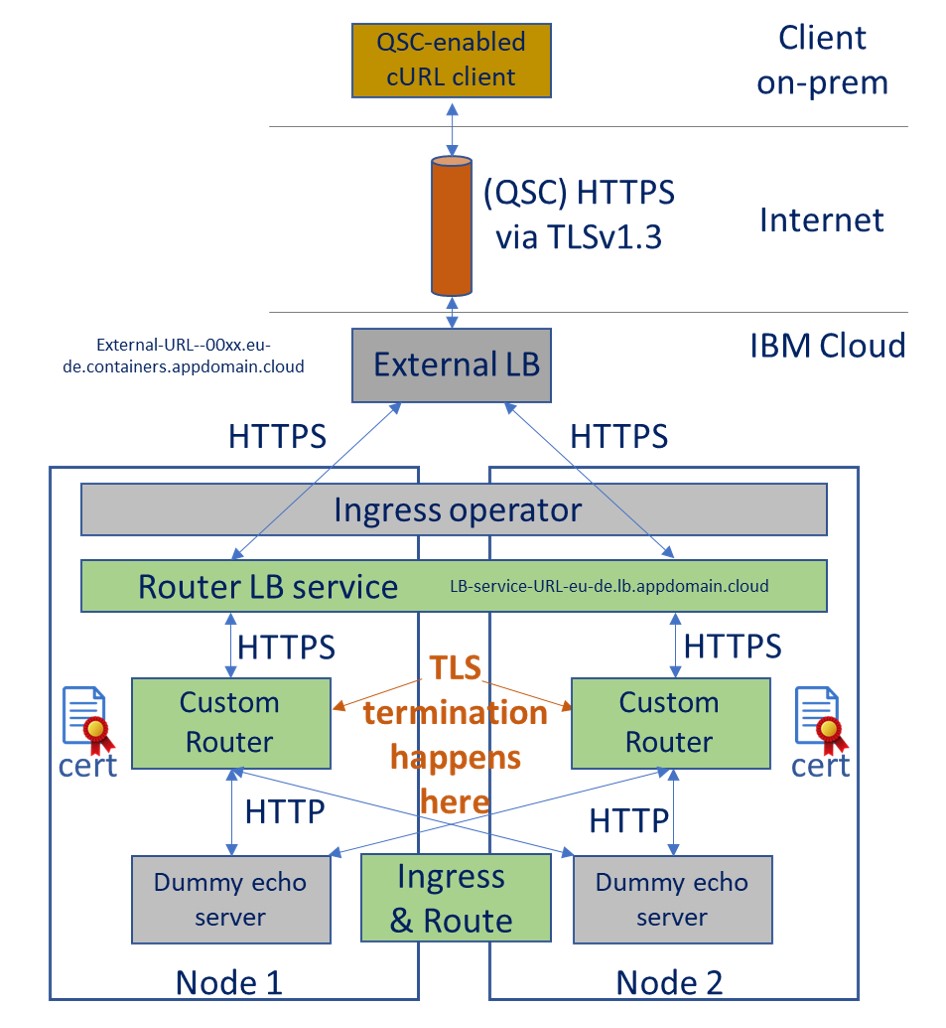 QSC-enabled
cURL client
Client
on-prem
(QSC) HTTPS
via TLSv1.3
Internet
External-URL--00xx.eu-
de.containers.appdomain.cloud
External LB
IBM Cloud
HTTPS
HTTPS
Ingress operator
Router LB service
LB-service-URL-eu-de.lb.appdomain.cloud
HTTPS
HTTPS
TLS
termination
happens
here
Custom
Router
Custom
Router
cert
cert
HTTP
HTTP
Dummy echo
server
Ingress
& Route
Dummy echo
server
Node 1
Node 2